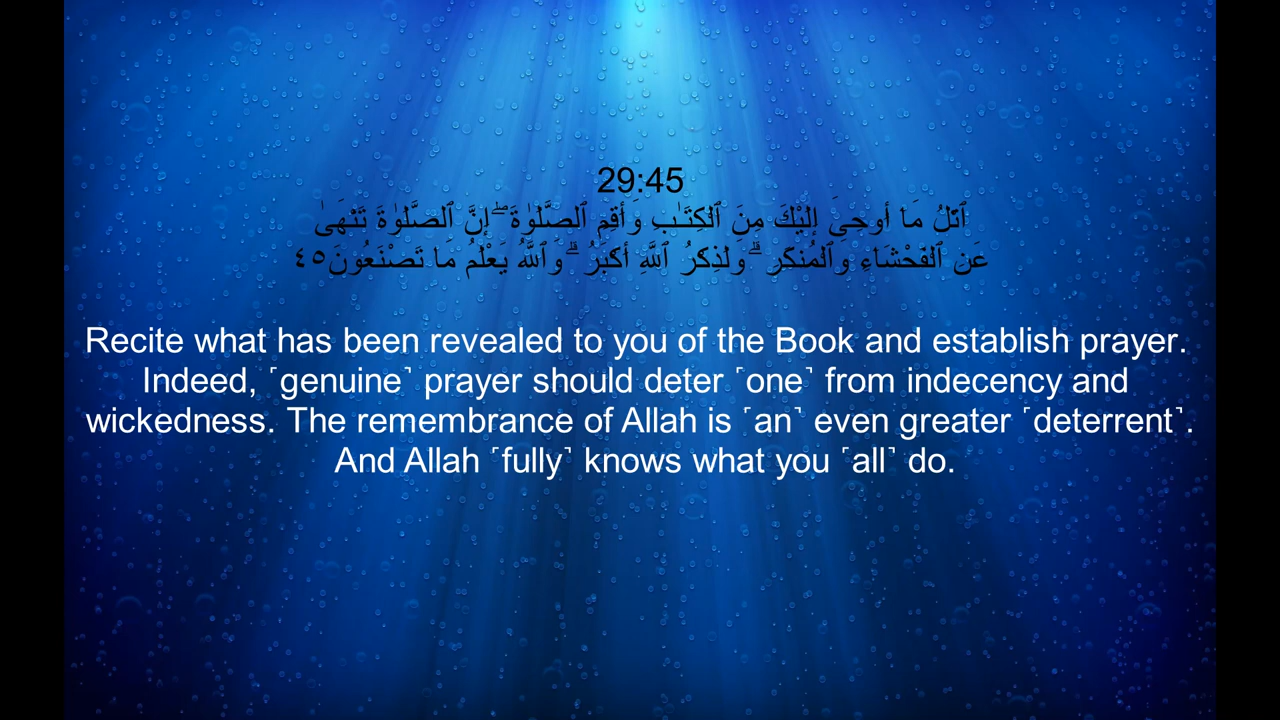 29:45
ٱتْلُ مَآ أُوحِىَ إِلَيْكَ مِنَ ٱلْكِتَـٰبِ وَأَقِمِ ٱلصَّلَوٰةَ ۖ إِنَّ ٱلصَّلَوٰةَ تَنْهَىٰ
عَنِ ٱلْفَحْشَآءِ وَٱلْمُنكَرِ ۗ وَلَذِكْرُ ٱللَّهِ أَكْبَرُ ۗ وَٱللَّهُ يَعْلَمُ مَا تَصْنَعُونَ٤٥
Recite what has been revealed to you of the Book and establish prayer.
Indeed, ˹genuine˺ prayer should deter ˹one˺ from indecency and
wickedness. The remembrance of Allah is ˹an˺ even greater ˹deterrent˺.
And Allah ˹fully˺ knows what you ˹all˺ do.